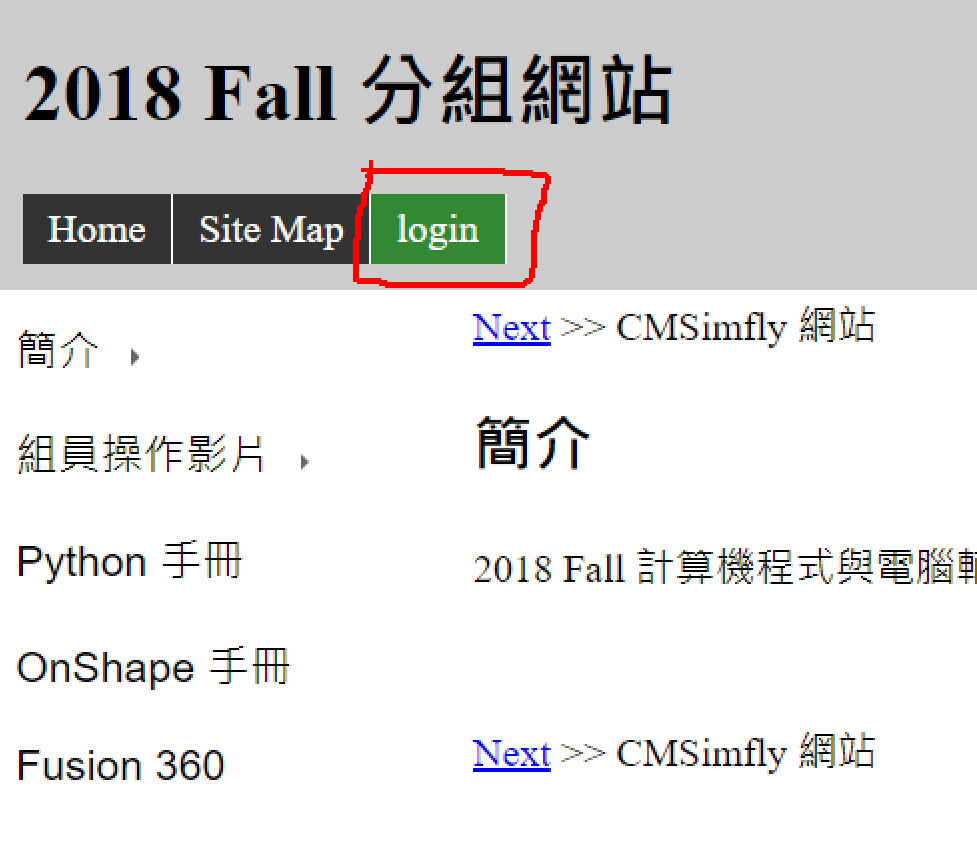 2018 Fall 分組網站
Home Site Map login
簡介
組員操作影片
Python 手冊
OnShape 手冊
Fusion 360
Next >> CMSimfly 網站
簡介
2018 Fall 計算機程式與電腦
Next >> CMSimfly 網站